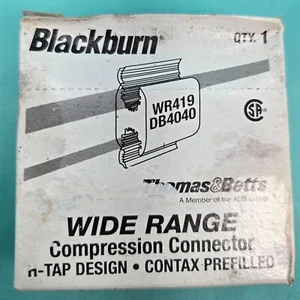 Blackburn® QTY. 1
WR419
DB4040
SA
Thomas&Betts
A Member of the ABB Group
WIDE RANGE
Compression Connector
H-TAP DESIGN • CONTAX PREFILLED